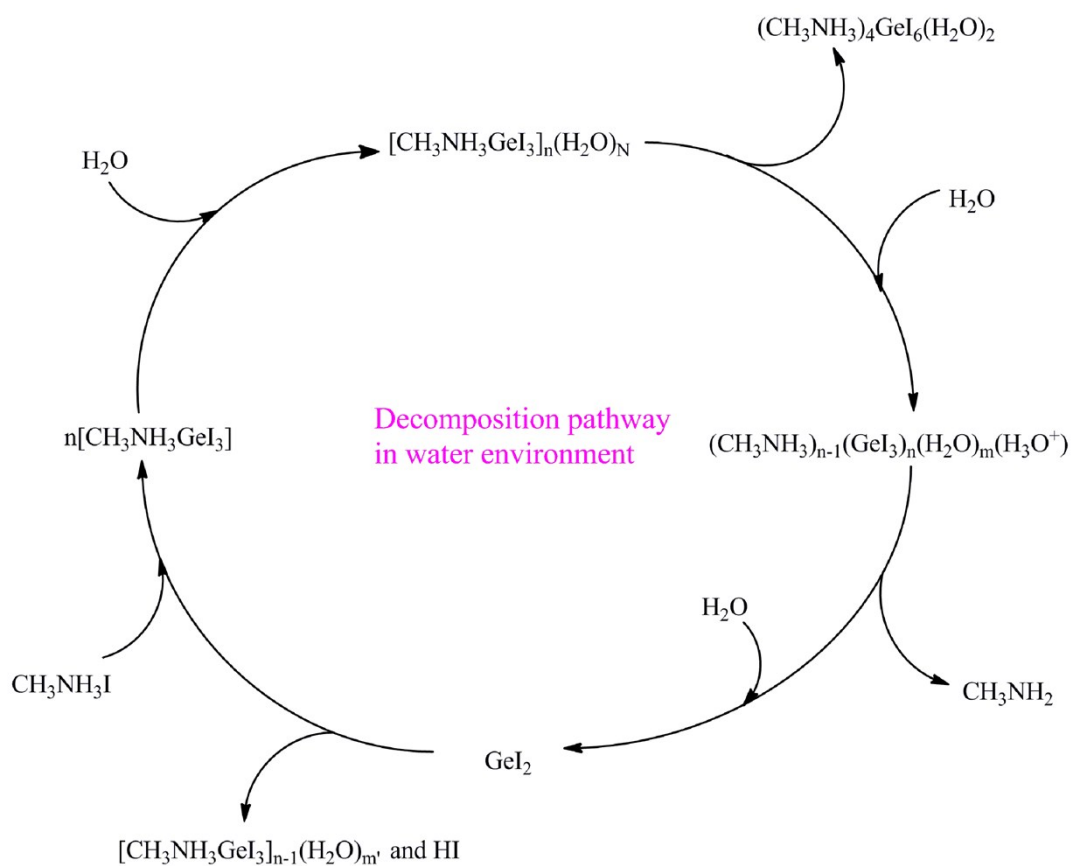 (CH₃NH₃)₄GeI₆(H₂O)₂
[CH₃NH₃GeI₃]ₙ(H₂O)N
H₂O
H₂O
Decomposition pathway
in water environment
n[CH₃NH₃GeI₃]
(CH₃NH₃)ₙ₋₁(GeI₃)ₙ(H₂O)ₘ(H₃O⁺)
H₂O
CH₃NH₃I
CH₃NH₂
GeI₂
[CH₃NH₃GeI₃]ₙ₋₁(H₂O)ₘ' and HI